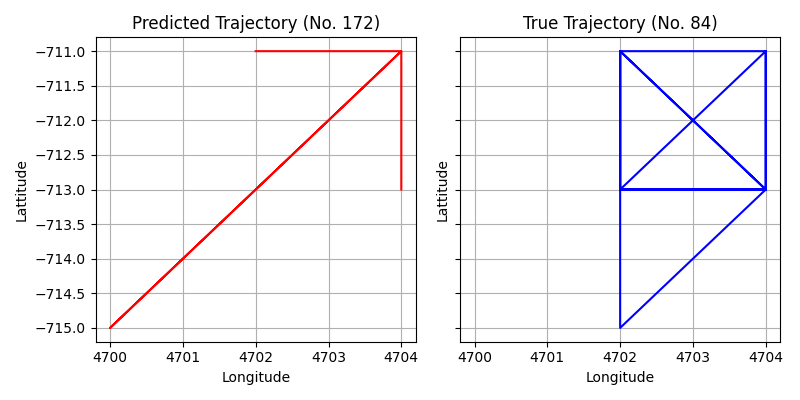 Predicted Trajectory (No. 172)
True Trajectory (No. 84)
Lattitude
−711.0
−711.5
−712.0
−712.5
−713.0
−713.5
−714.0
−714.5
−715.0
4700 4701 4702 4703 4704
Longitude
Lattitude
4700 4701 4702 4703 4704
Longitude